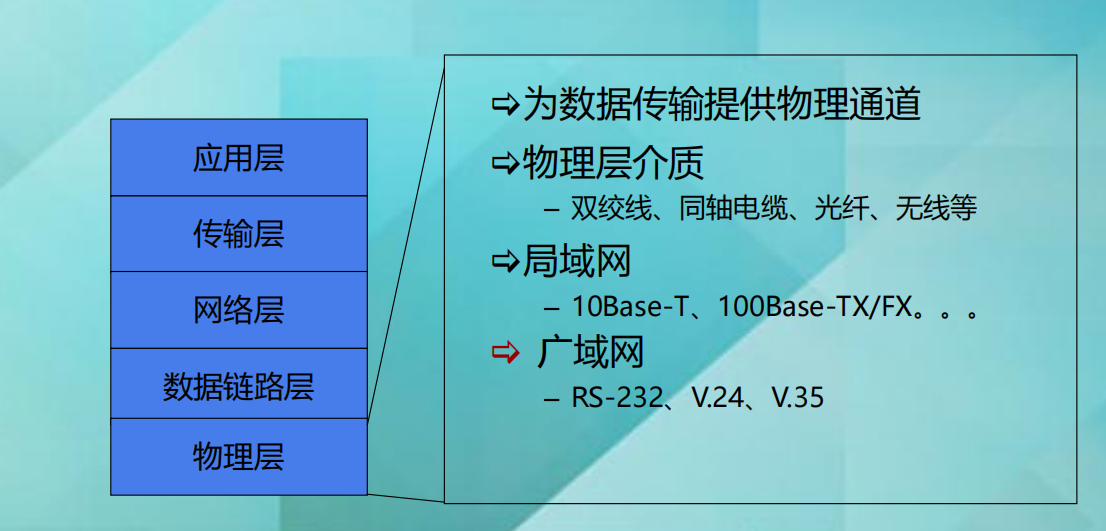 应用层
传输层
网络层
数据链路层
物理层
⇨为数据传输提供物理通道
⇨物理层介质
– 双绞线、同轴电缆、光纤、无线等
⇨局域网
– 10Base-T、100Base-TX/FX。。。
⇨ 广域网
– RS-232、V.24、V.35